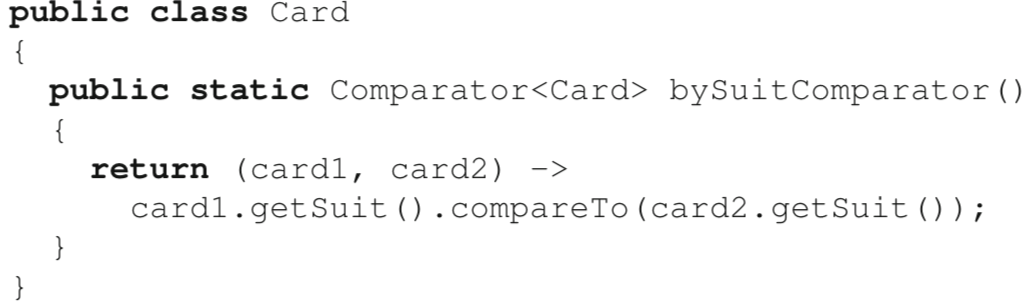 public class Card
{
  public static Comparator<Card> bySuitComparator()
  {
    return (card1, card2) ->
      card1.getSuit().compareTo(card2.getSuit());
  }
}